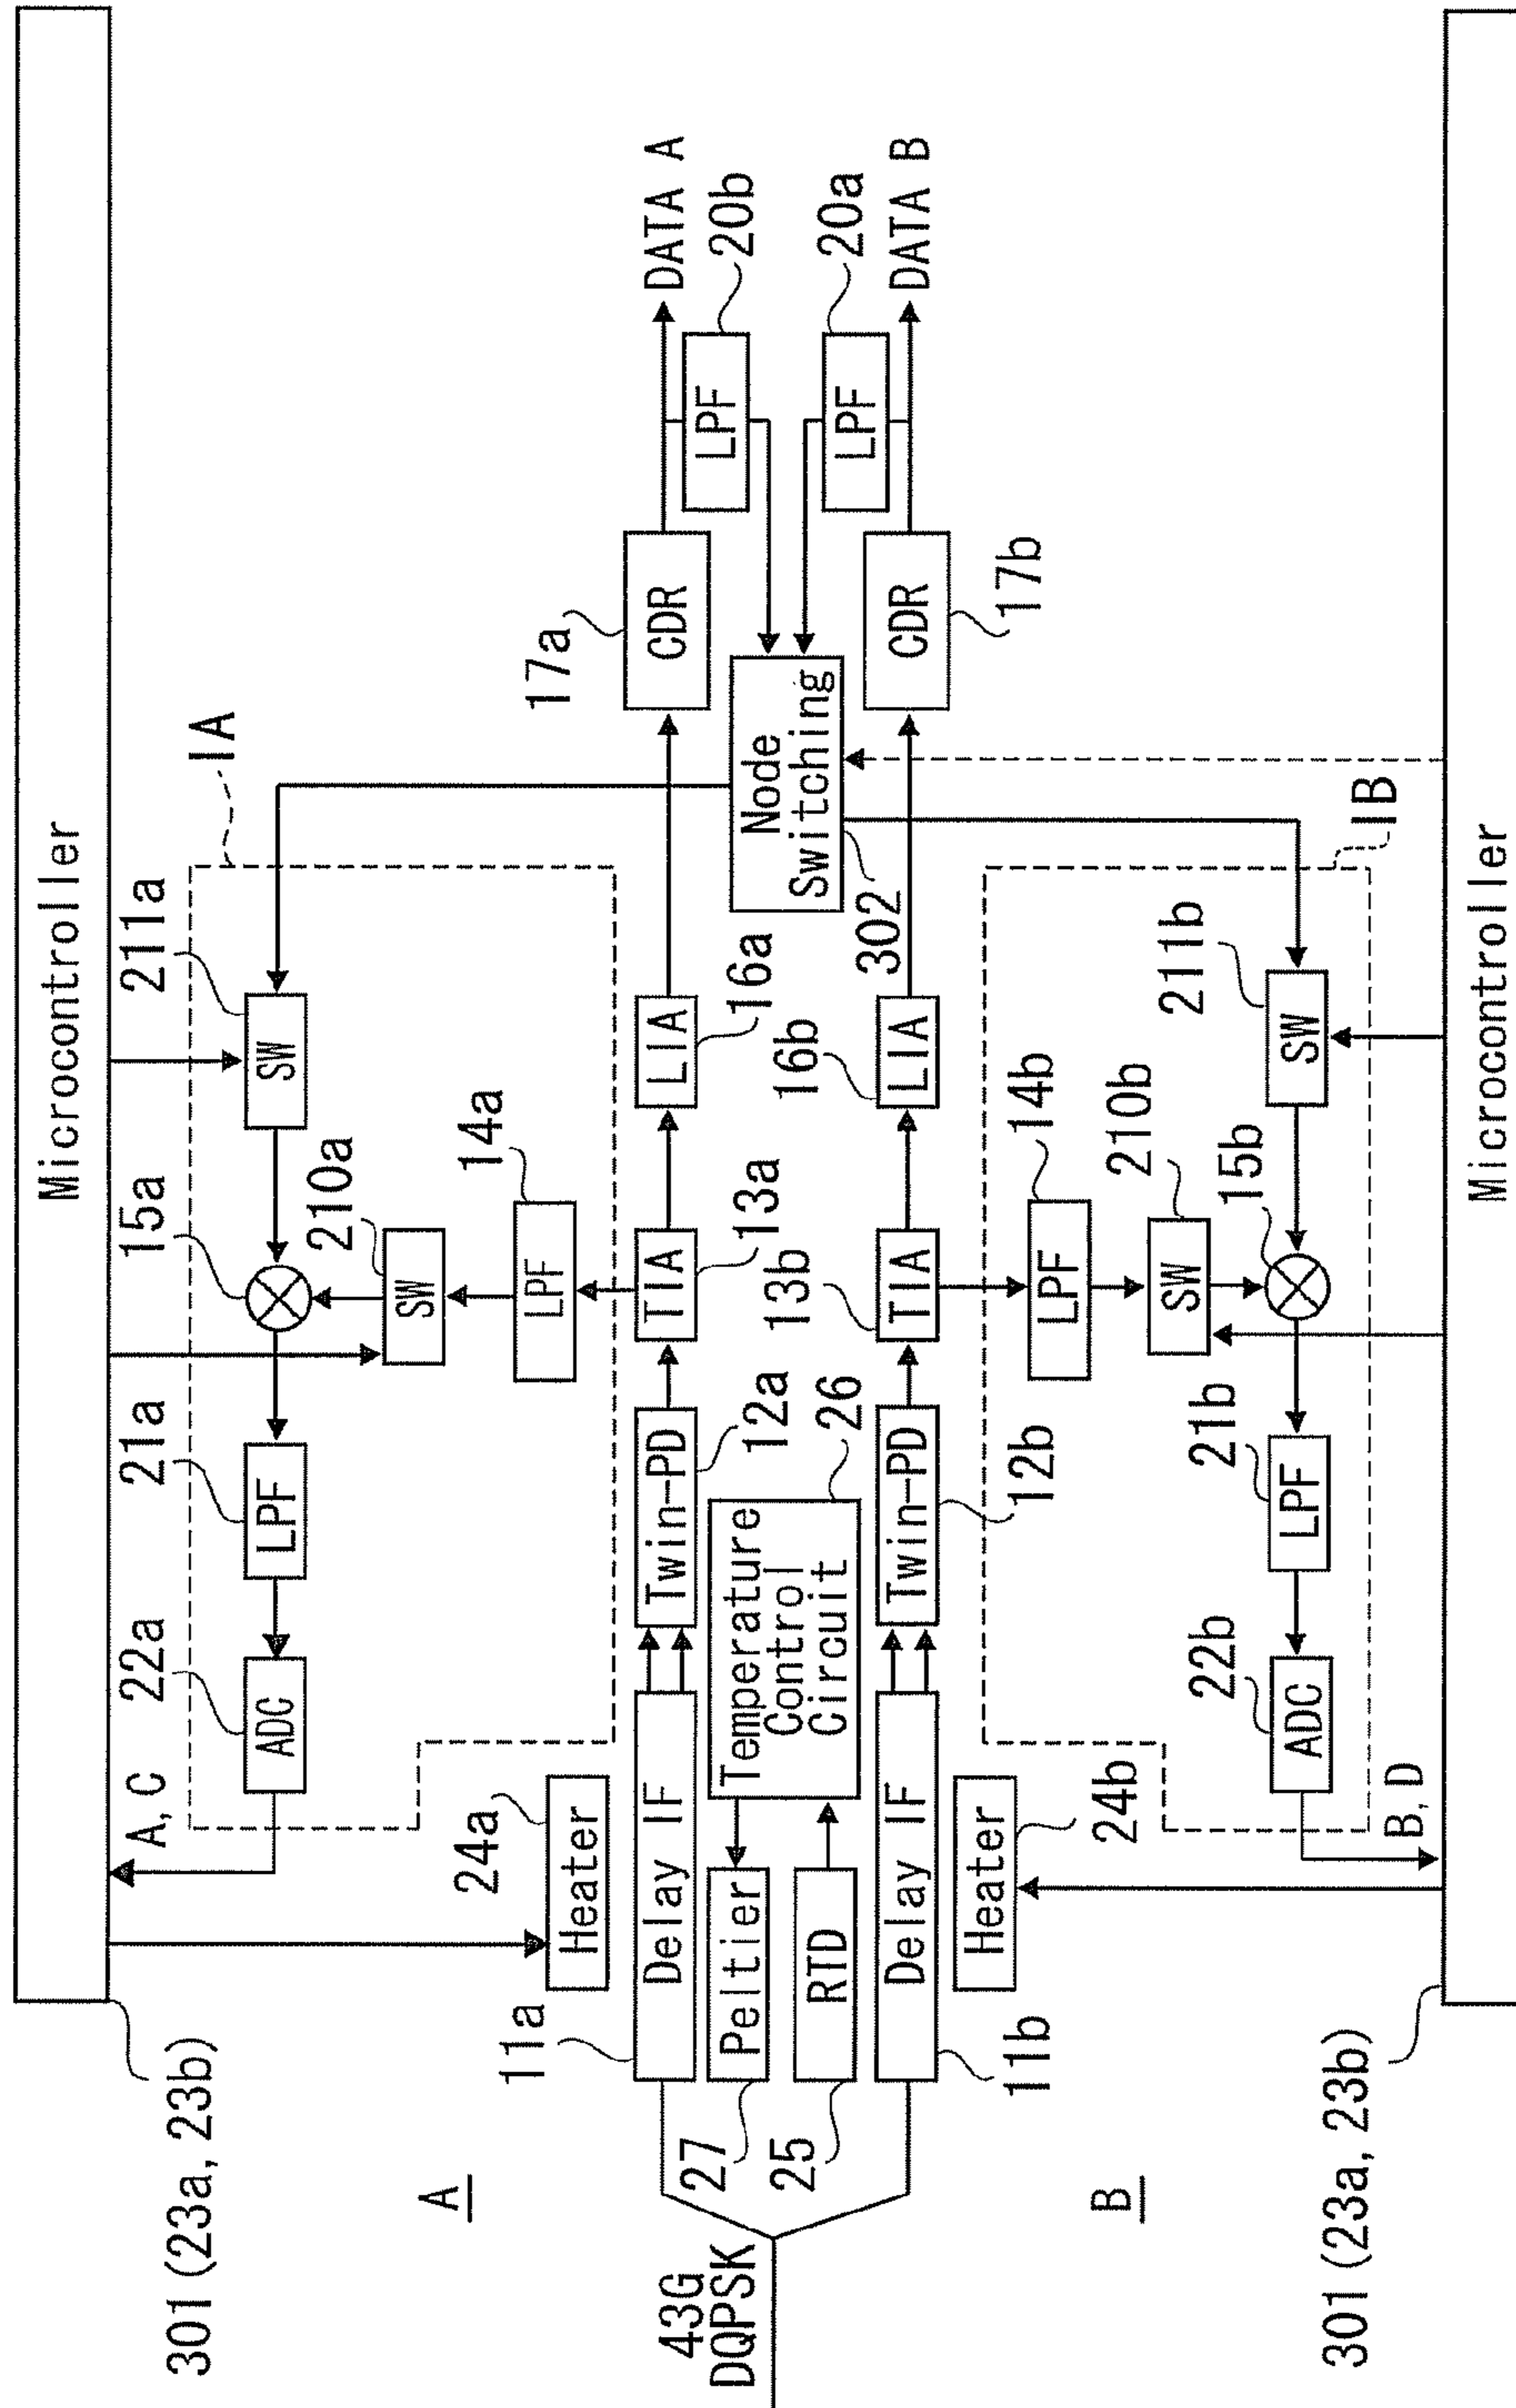 Microcontroller
301 (23a, 23b)
A, C
22a
ADC
21a
LPF
15a
211a
SW
1A
210a
SW
14a
LPF
24a
Heater
A
43G
DQPSK
11a
Delay IF
Twin-PD
12a
TIA
13a
LIA
16a
17a
CDR
DATA A
LPF
20b
27
Peltier
Temperature
Control
Circuit
26
25
RTD
Node
Switching
302
LPF
20a
11b
Delay IF
Twin-PD
12b
13b
TIA
16b
LIA
CDR
17b
DATA B
B
Heater
24b
LPF
14b
SW
210b
15b
211b
SW
1B
21b
LPF
22b
ADC
B, D
301 (23a, 23b)
Microcontroller